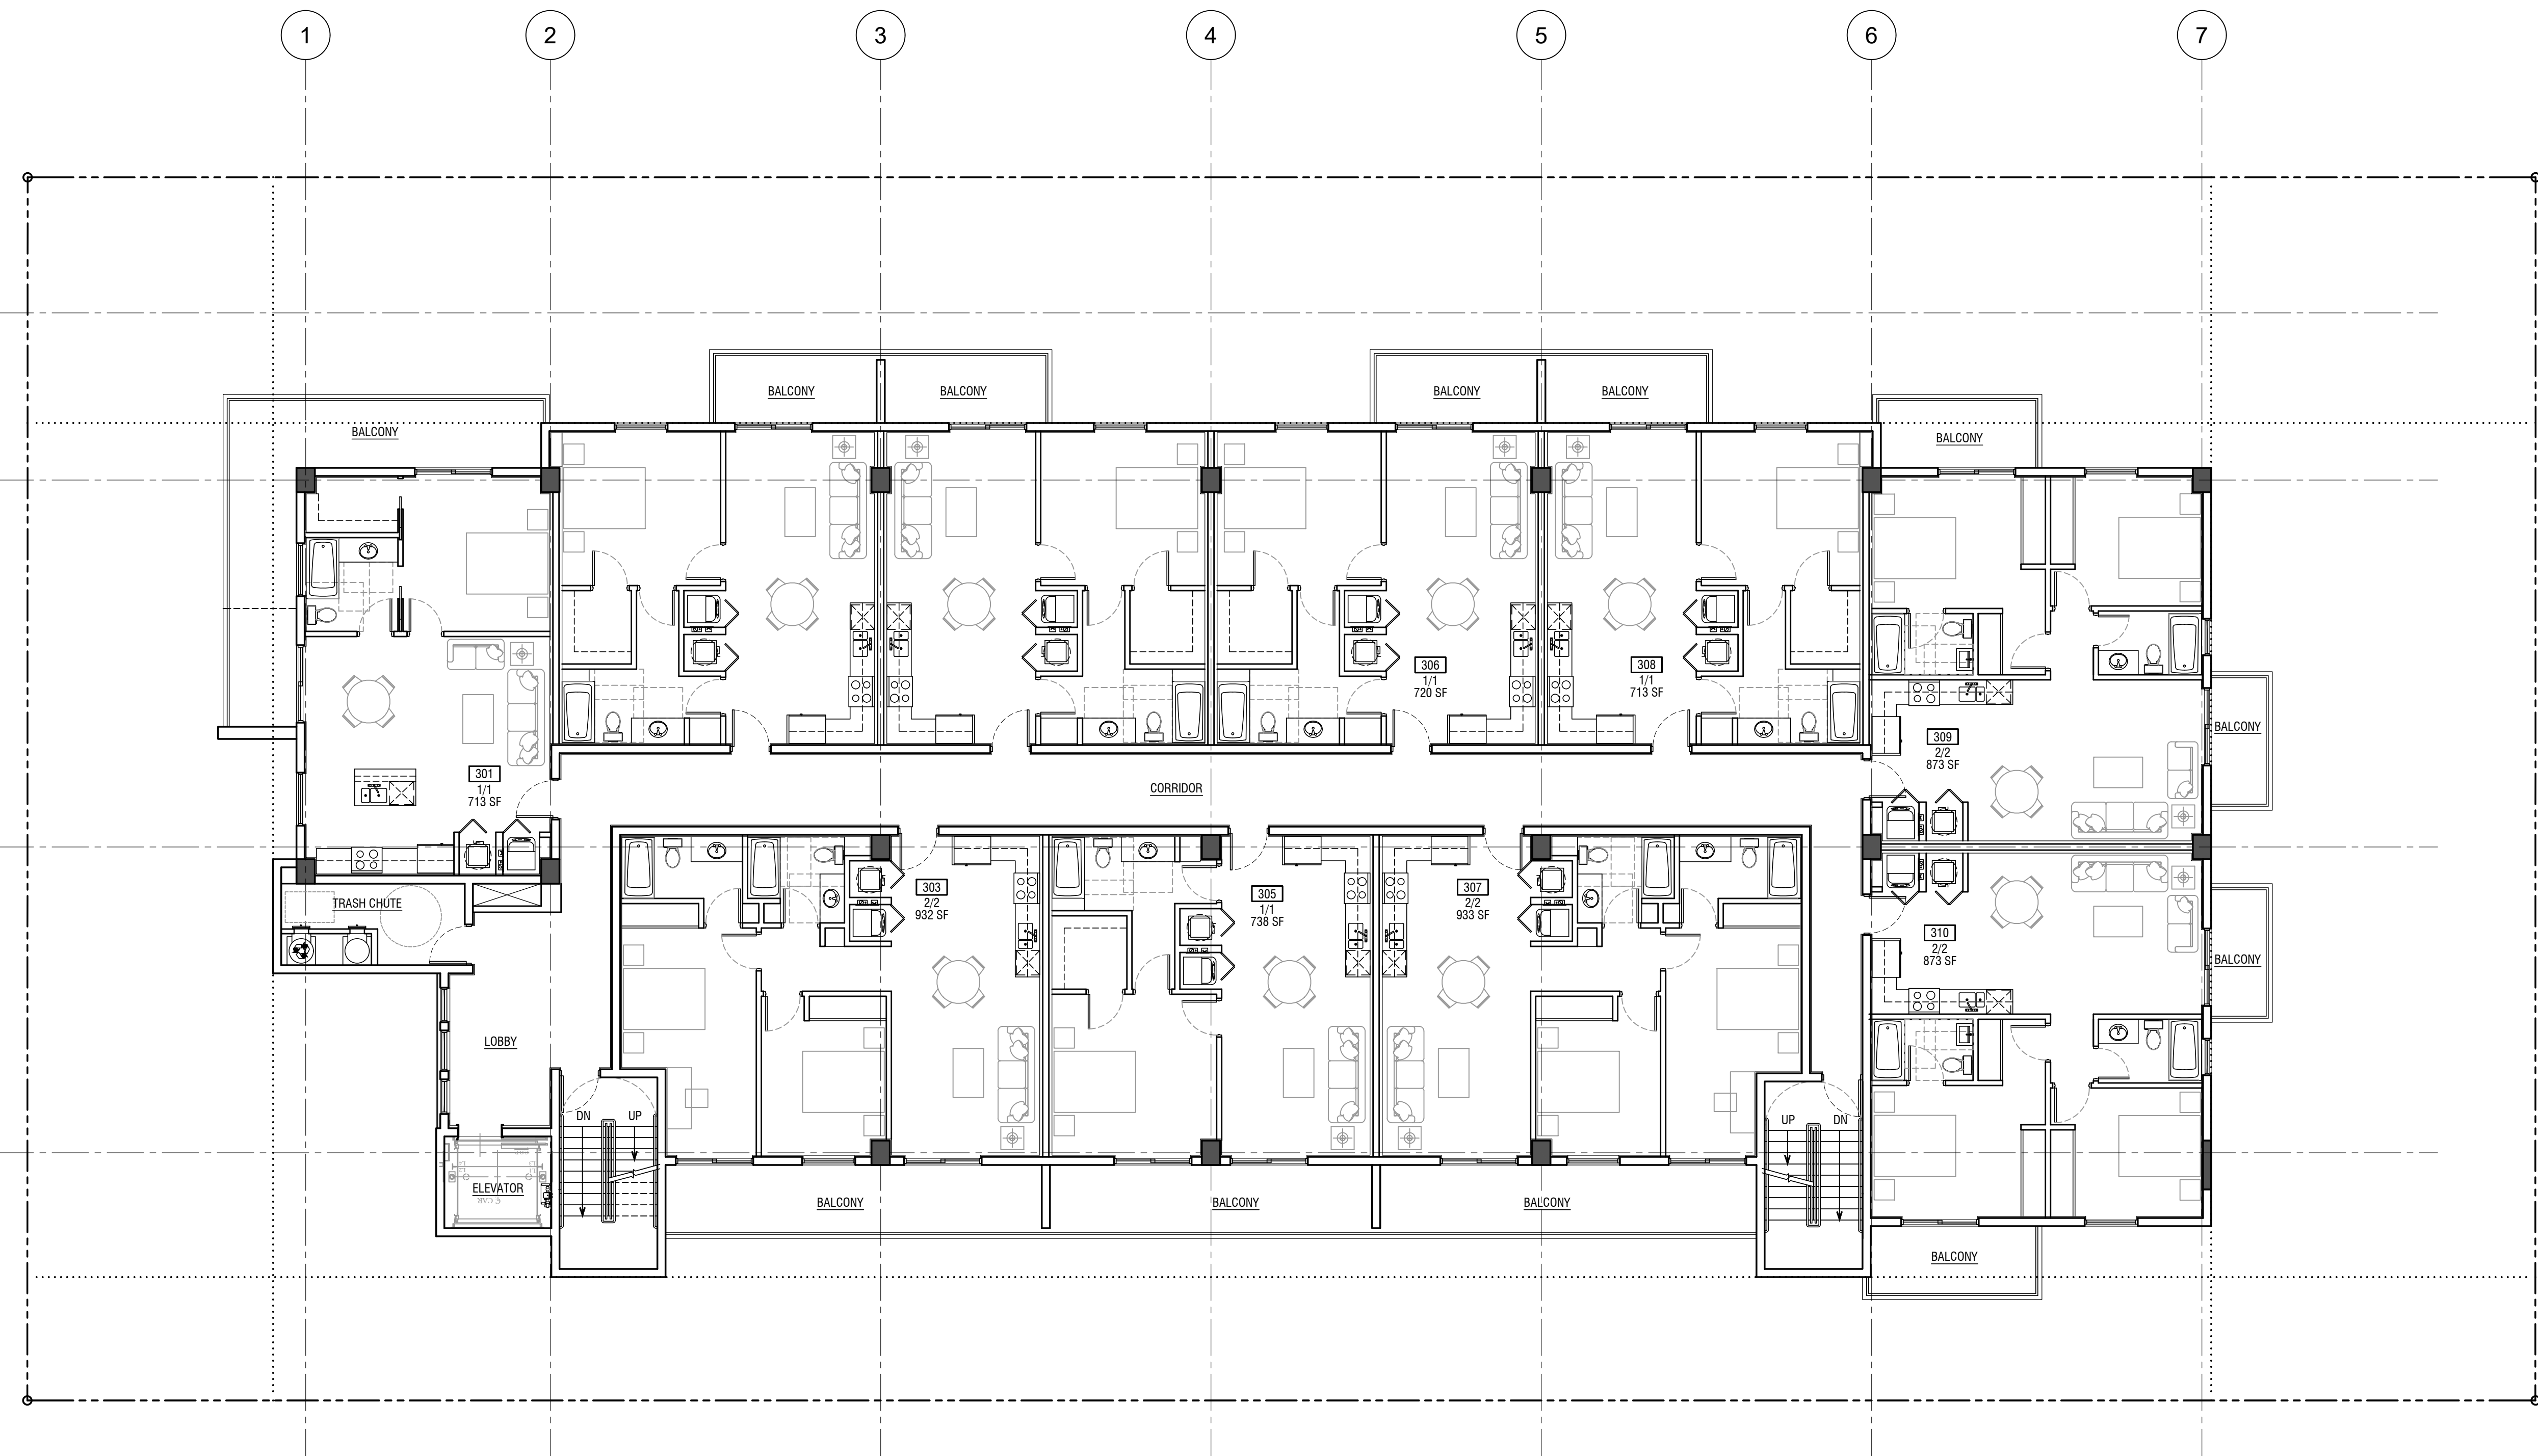 1
2
3
4
5
6
7
BALCONY
BALCONY
BALCONY
BALCONY
BALCONY
BALCONY
306
1/1
720 SF
308
1/1
713 SF
BALCONY
309
2/2
873 SF
301
1/1
713 SF
CORRIDOR
303
2/2
932 SF
305
1/1
738 SF
307
2/2
933 SF
TRASH CHUTE
310
2/2
873 SF
BALCONY
LOBBY
DN
UP
UP
DN
ELEVATOR
CAR
BALCONY
BALCONY
BALCONY
BALCONY